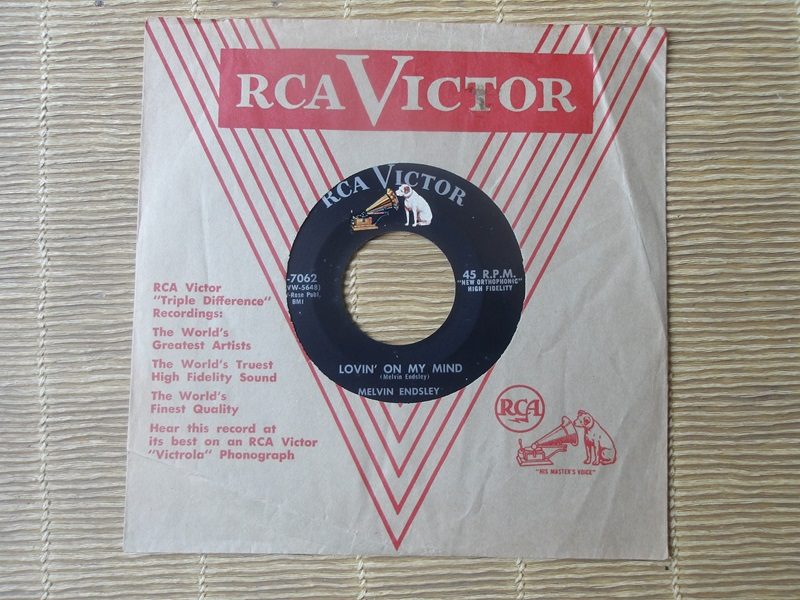 RCA VICTOR
RCA VICTOR
-7062
VW-5648)
-Rose Publ.
BMI
45 R.P.M.
"NEW ORTHOPHONIC"
HIGH FIDELITY
LOVIN' ON MY MIND
(Melvin Endsley)
MELVIN ENDSLEY
RCA Victor
"Triple Difference"
Recordings:
The World's
Greatest Artists
The World's Truest
High Fidelity Sound
The World's
Finest Quality
Hear this record at
its best on an RCA Victor
"Victrola" Phonograph
RCA
"HIS MASTER'S VOICE"